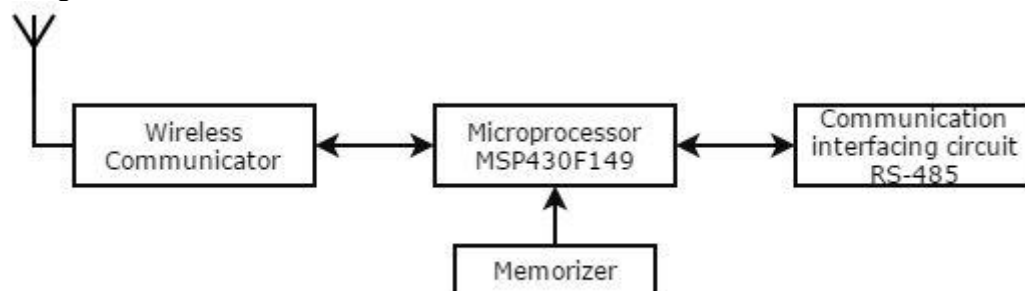 Wireless
Communicator
Microprocessor
MSP430F149
Communication
interfacing circuit
RS-485
Memorizer